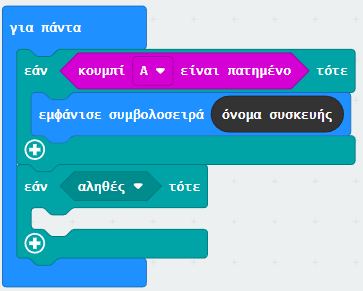 για πάντα
εάν κουμπί A είναι πατημένο τότε
εμφάνισε συμβολοσειρά όνομα συσκευής
εάν αληθές τότε